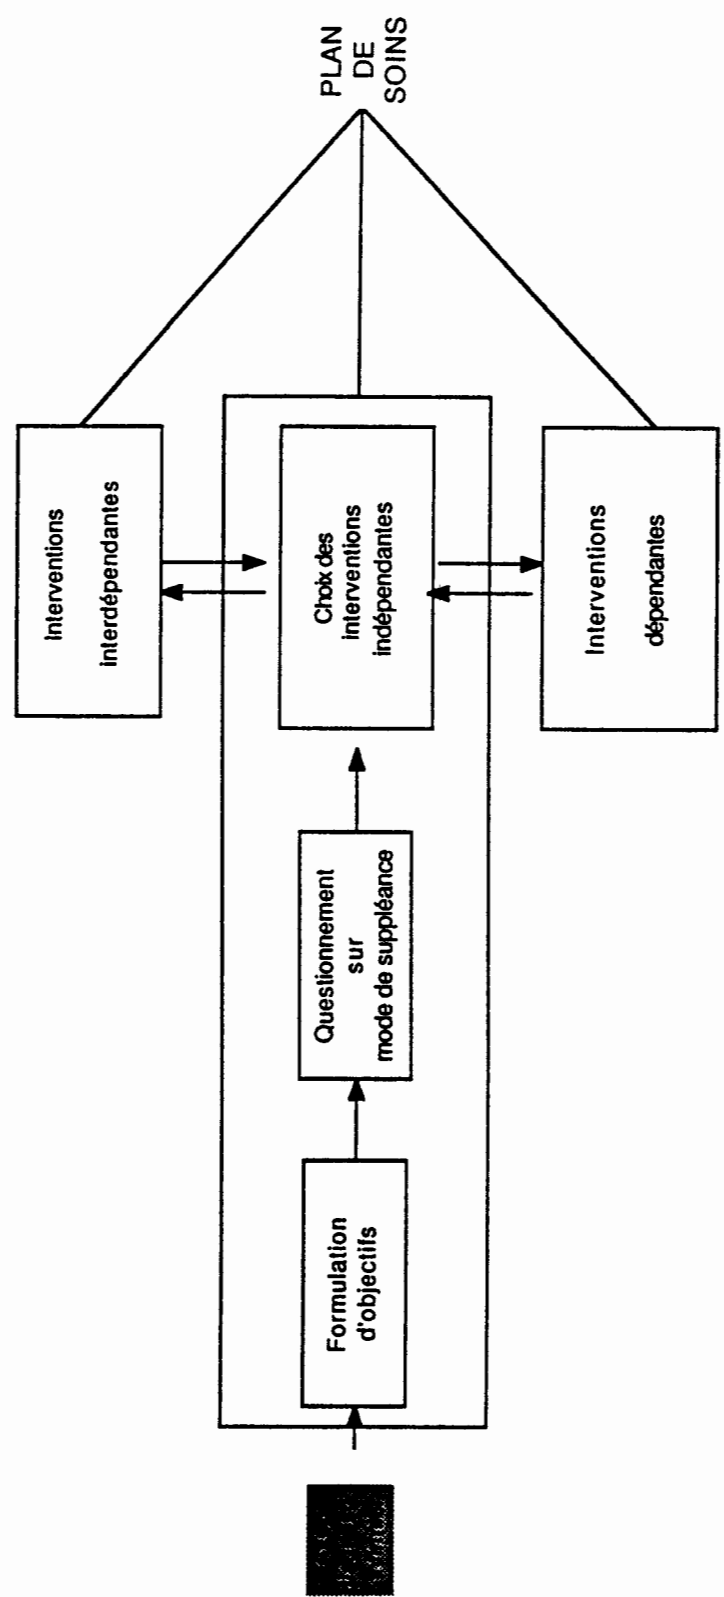 Formulation
d'objectifs
Questionnement
sur
mode de suppléance
Interventions
interdépendantes
Choix des
interventions
indépendantes
Interventions
dépendantes
PLAN
DE
SOINS